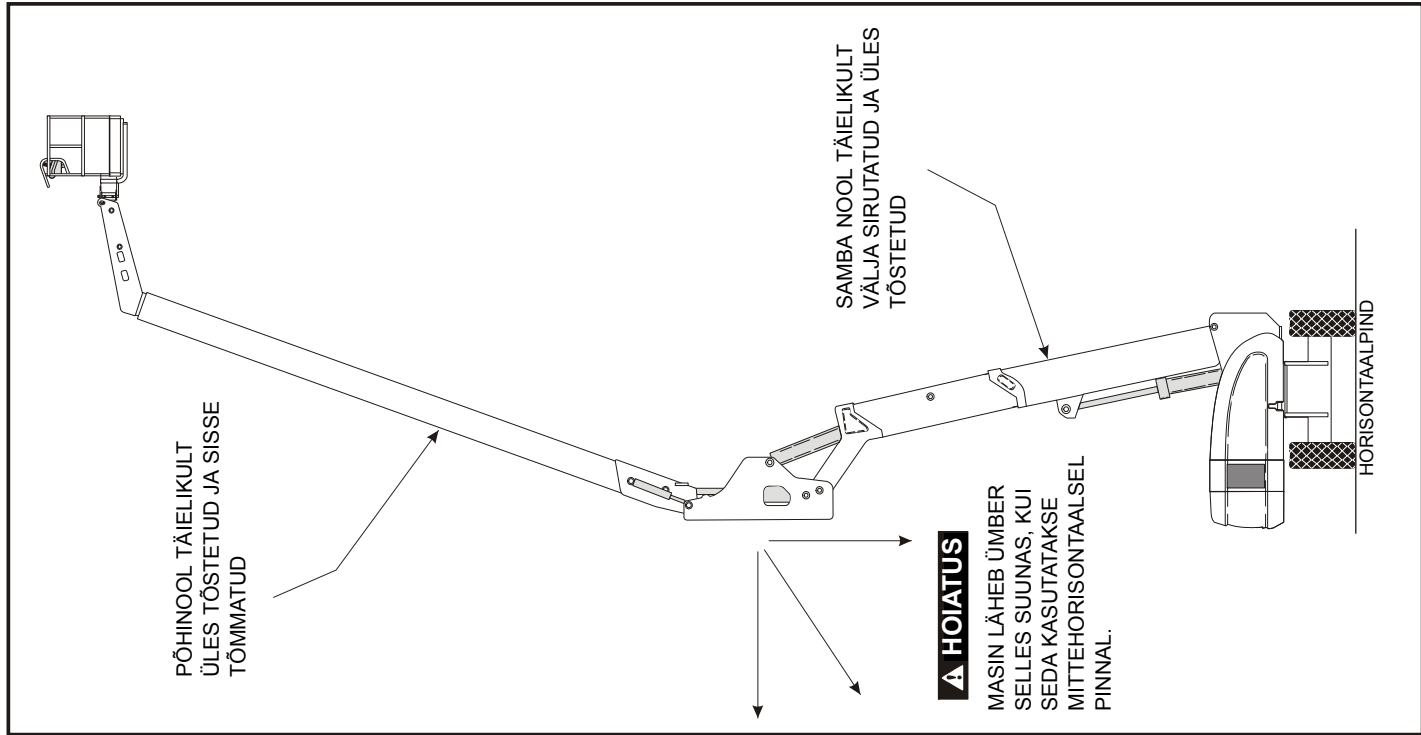 PÕHINOOL TÄIELIKULT
ÜLES TÕSTETUD JA SISSE
TÕMMATUD
SAMBA NOOL TÄIELIKULT
VÄLJA SIRUTATUD JA ÜLES
TÕSTETUD
HOIATUS
MASIN LÄHEB ÜMBER
SELLES SUUNAS, KUI
SEDA KASUTATAKSE
MITTEHORISONTAALSEL
PINNAL.
HORISONTAALPIND